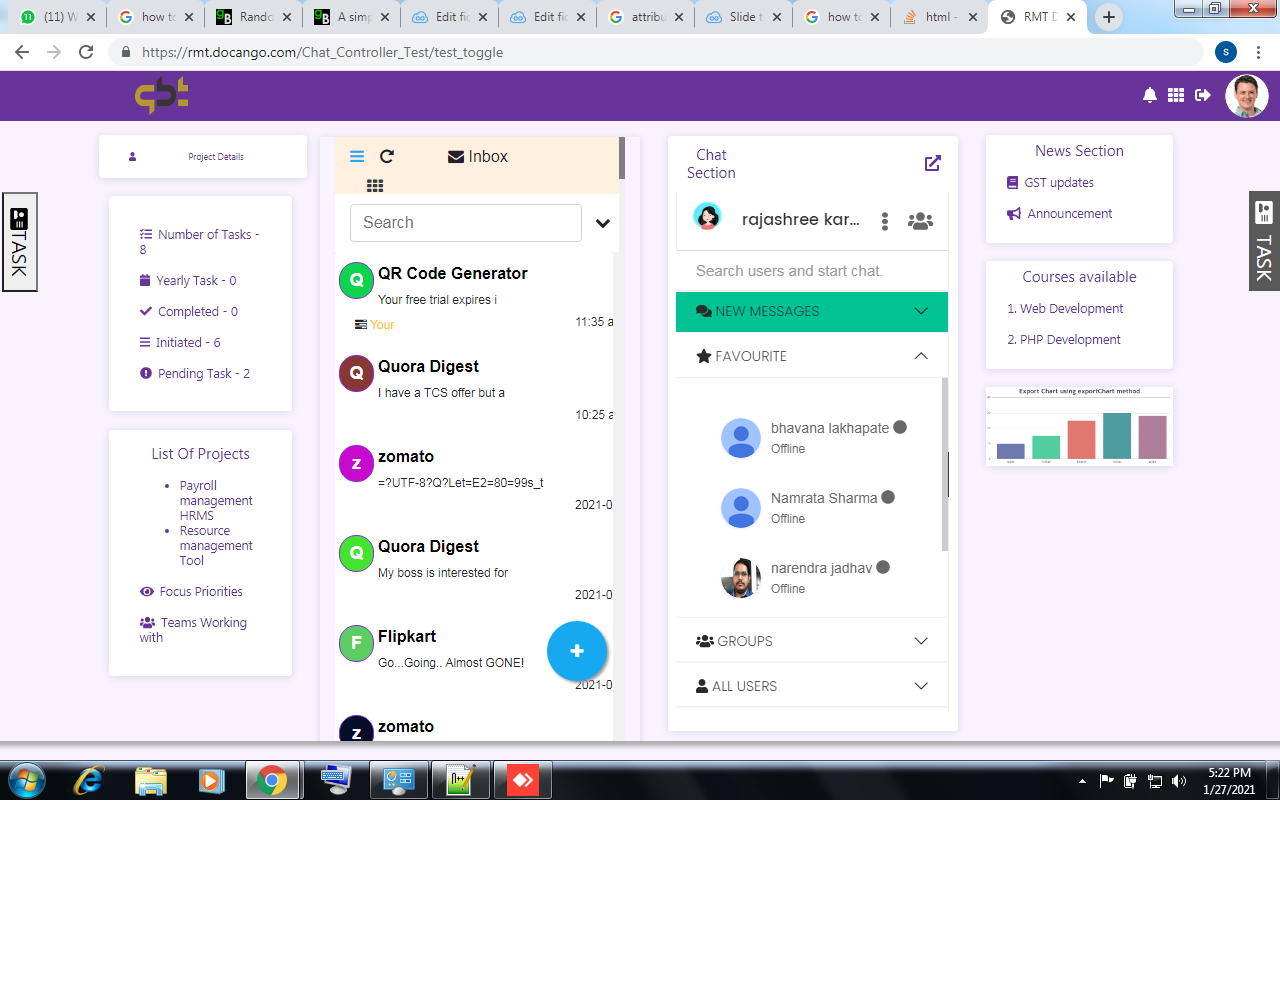 (11) W
how to
Rando
A simp
Edit fic
Edit fic
attribu
Slide t
how to
html -
RMT D
https://rmt.docango.com/Chat_Controller_Test/test_toggle
S
qbt
Project Details
TASK
Number of Tasks -
8
Yearly Task - 0
Completed - 0
Initiated - 6
Pending Task - 2
List Of Projects
Payroll
management
HRMS
Resource
management
Tool
Focus Priorities
Teams Working
with
Inbox
Search
Q
QR Code Generator
Your free trial expires i
Your
11:35 a
Q
Quora Digest
I have a TCS offer but a
10:25 a
z
zomato
=?UTF-8?Q?Let=E2=80=99s_t
2021-0
Q
Quora Digest
My boss is interested for
2021-0
F
Flipkart
Go...Going.. Almost GONE!
2021-0
z
zomato
Chat
Section
rajashree kar...
Search users and start chat.
NEW MESSAGES
FAVOURITE
bhavana lakhapate
Offline
Namrata Sharma
Offline
narendra jadhav
Offline
GROUPS
ALL USERS
News Section
GST updates
Announcement
Courses available
1. Web Development
2. PHP Development
Export Chart using exportChart method
TASK
5:22 PM
1/27/2021